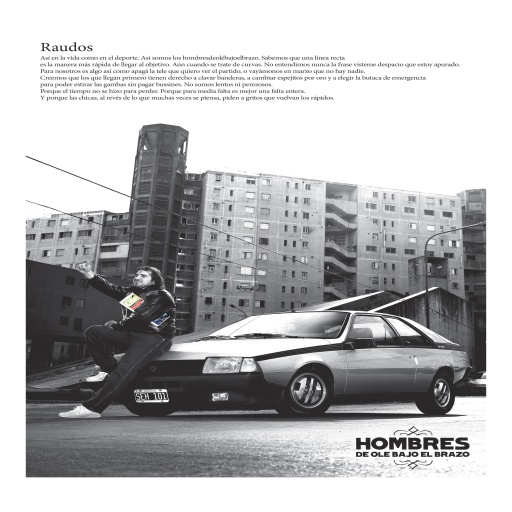 Raudos
Así en la vida como en el deporte. Así somos los hombresdeolébajoelbrazo. Sabemos que una línea recta
es la manera más rápida de llegar al objetivo. Aún cuando se trate de curvas. No entendimos nunca la frase visteme despacio que estoy apurado.
Para nosotros es algo así como apagá la tele que quiero ver el partido, o vayámonos en marzo que no hay nadie.
Creemos que los que llegan primero tienen derecho a clavar banderas, a cambiar espejitos por oro y a elegir la butaca de emergencia
para poder estirar las gambas sin pagar bussines. No somos lentos ni perezosos.
Porque el tiempo no se hizo para perder. Porque para media falta es mejor una falta entera.
Y porque las chicas, al revés de lo que muchas veces se piensa, piden a gritos que vuelvan los rápidos.
SCH 101
HOMBRES
DE OLE BAJO EL BRAZO